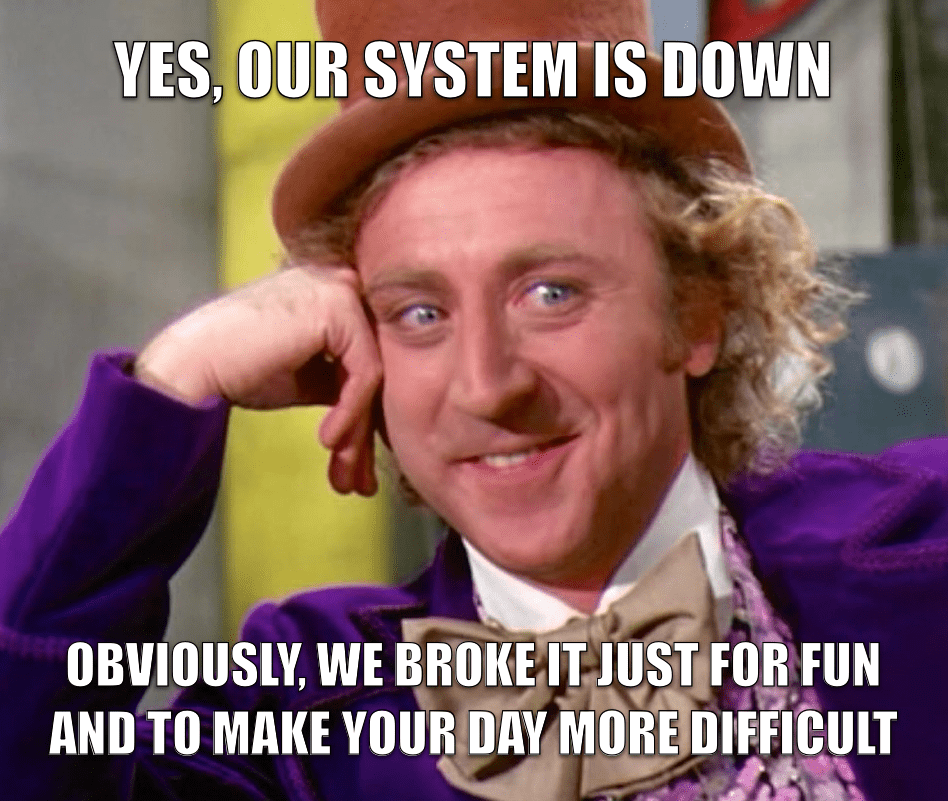 YES, OUR SYSTEM IS DOWN
OBVIOUSLY, WE BROKE IT JUST FOR FUN
AND TO MAKE YOUR DAY MORE DIFFICULT